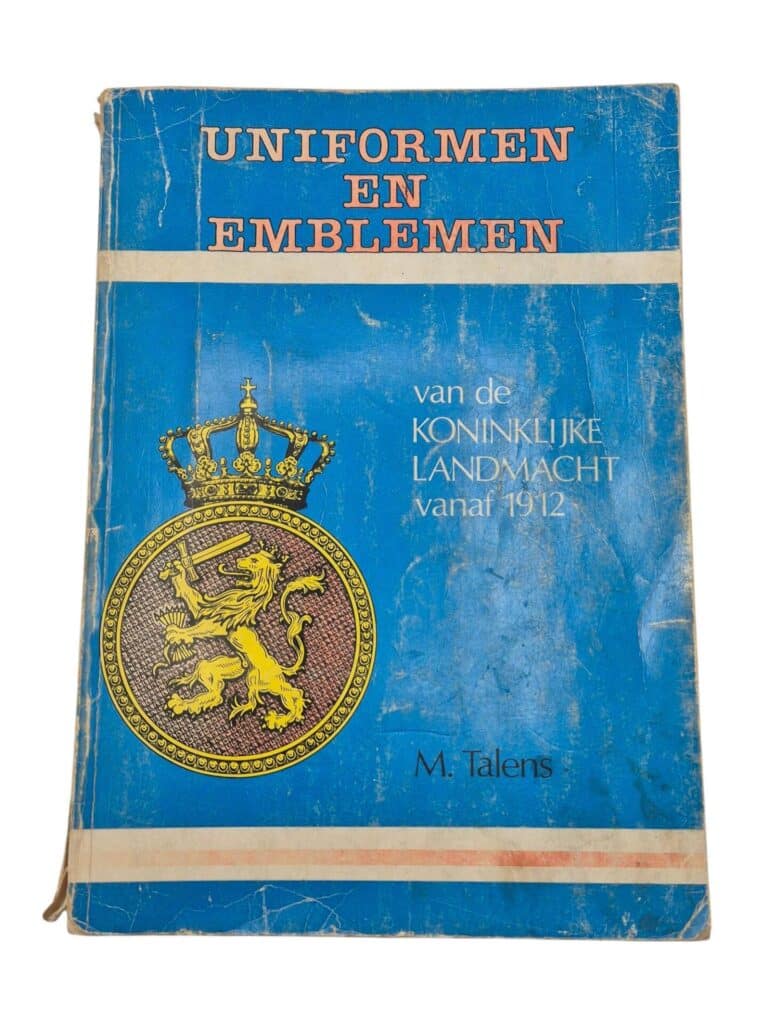 UNIFORMEN
EN
EMBLEMEN
van de
KONINKLIJKE
LANDMACHT
vanaf 1912
M. Talens